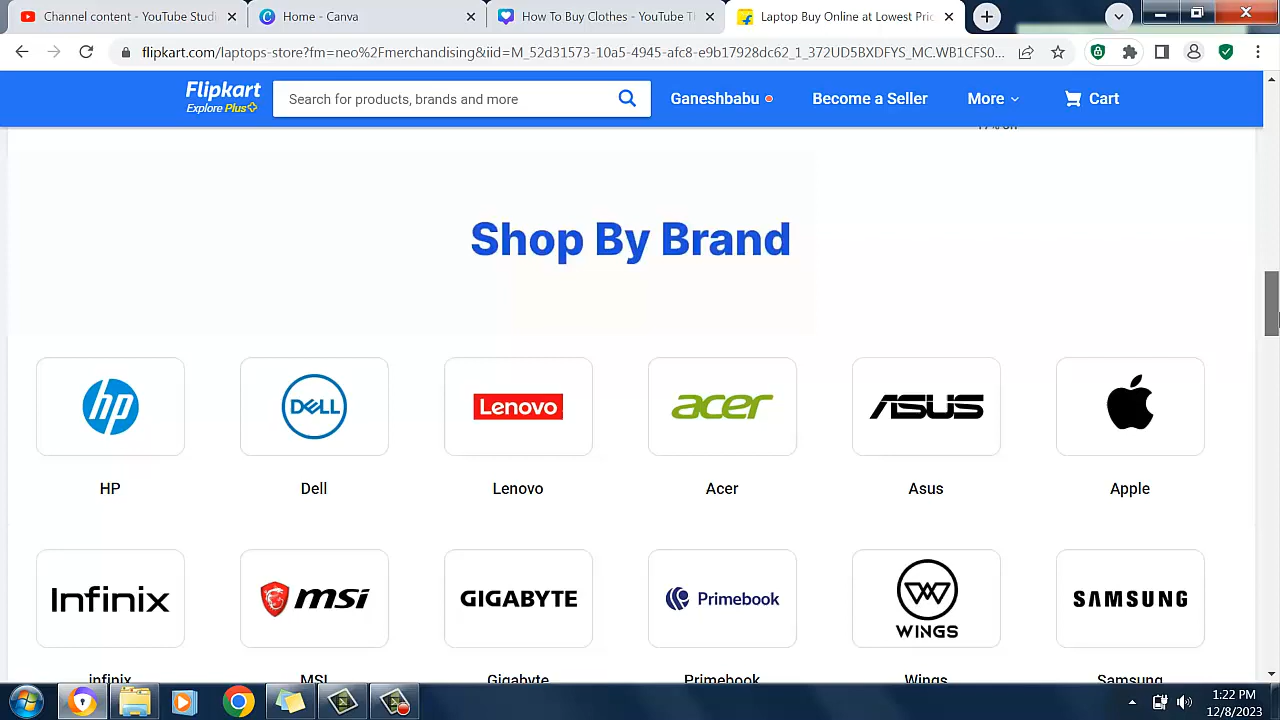 Channel content - YouTube Stud
Home - Canva
How To Buy Clothes - YouTube Th
Laptop Buy Online at Lowest Pri
flipkart.com/laptops-store?fm=neo%2Fmerchandising&iid=M_52d31573-10a5-4945-afc8-e9b17928dc62_1_372UD5BXDFYS_MC.WB1CFS0...
Flipkart
Explore Plus
Search for products, brands and more
Ganeshbabu
Become a Seller
More
Cart
Shop By Brand
hp
DELL
Lenovo
acer
ASUS
HP
Dell
Lenovo
Acer
Asus
Apple
Infinix
msi
GIGABYTE
Primebook
WINGS
SAMSUNG
infinix
MSI
Gigabyte
Primebook
Wings
Samsung
1:22 PM
12/8/2023